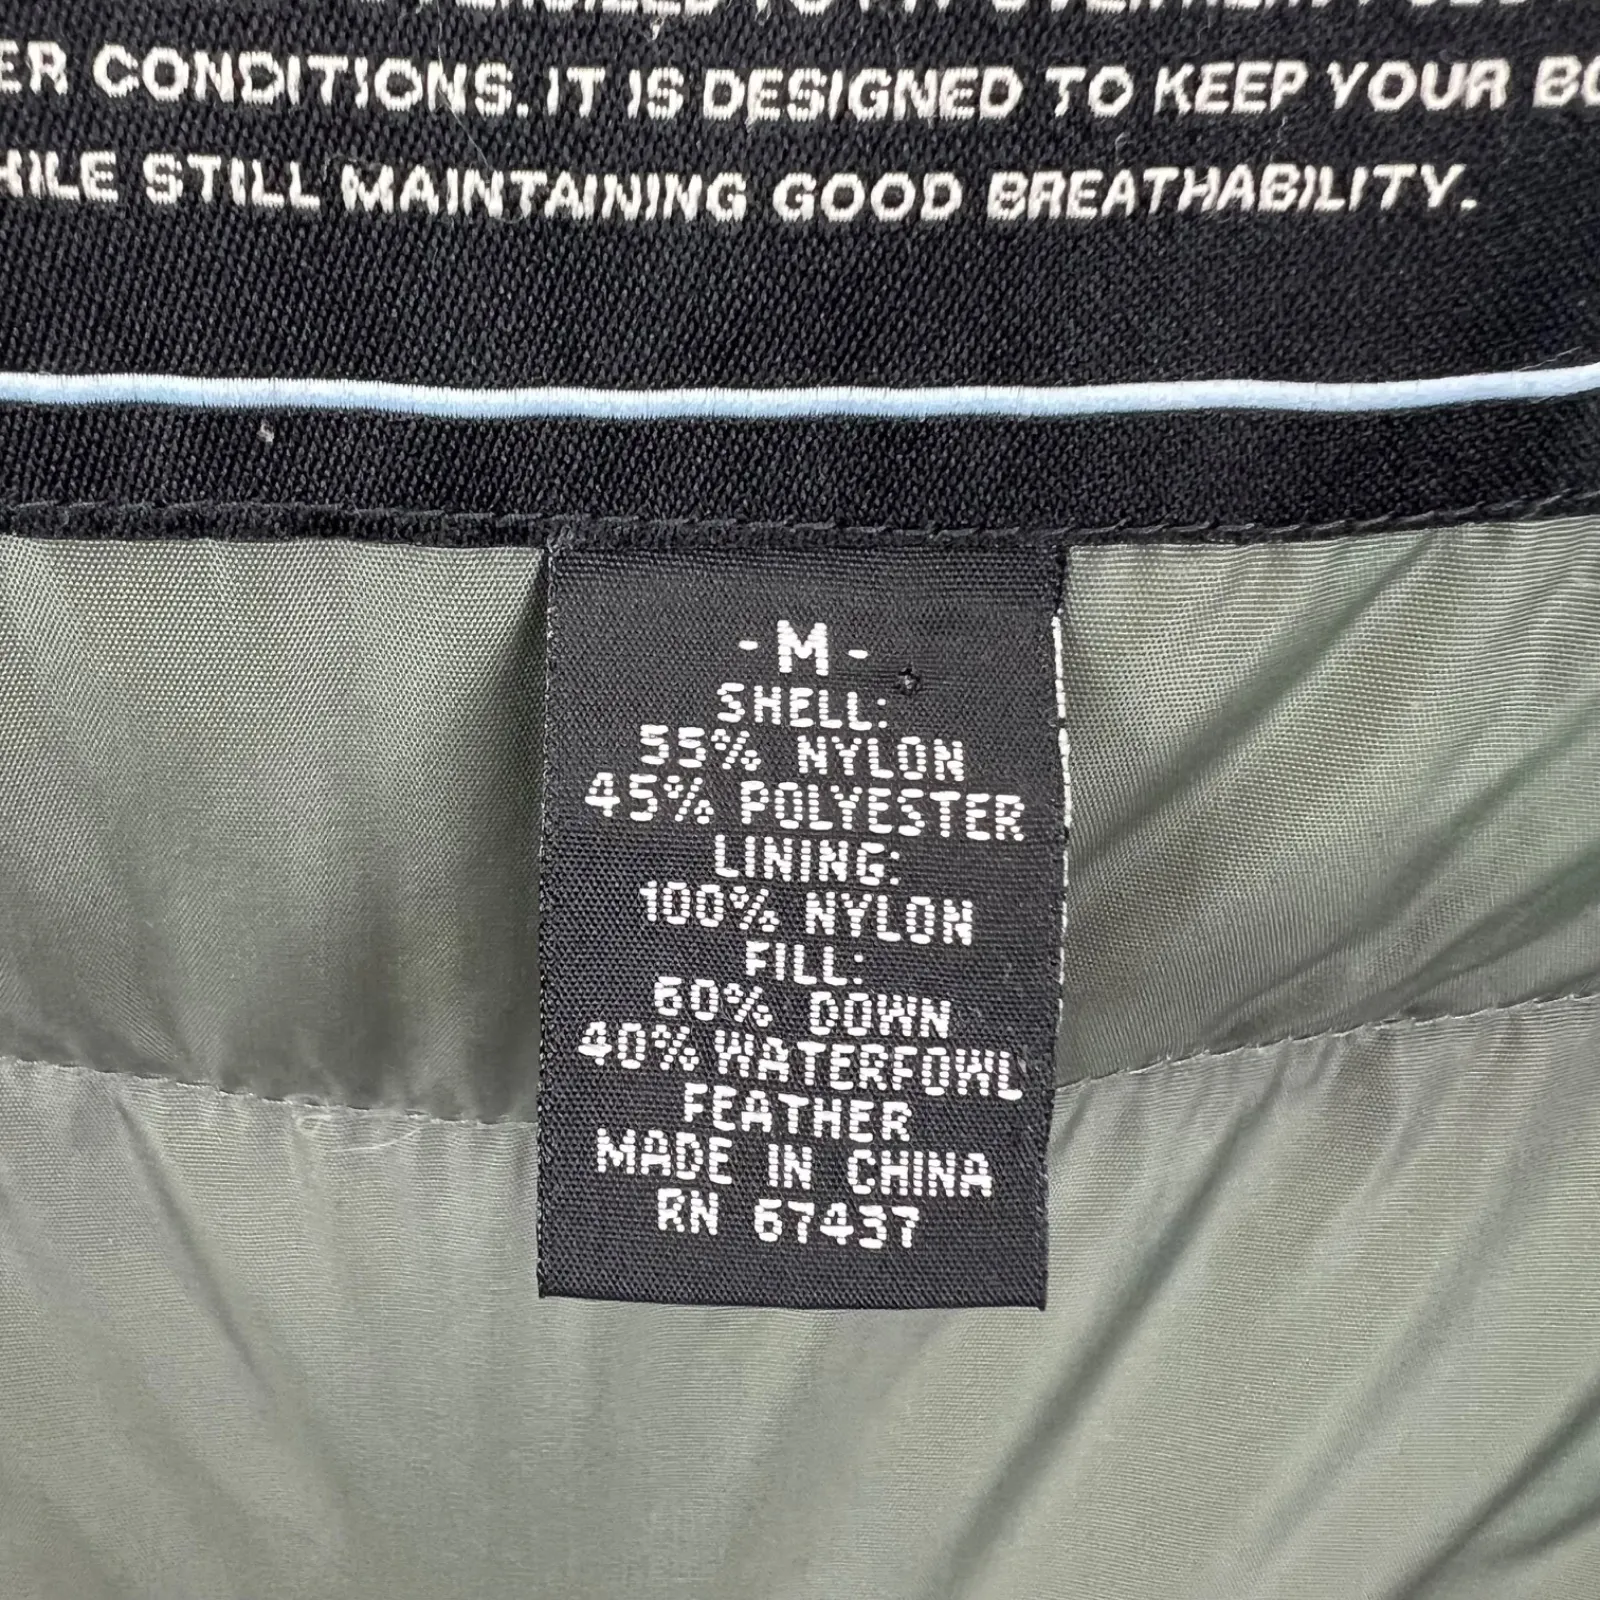 ER CONDITIONS. IT IS DESIGNED TO KEEP YOUR BO
HILE STILL MAINTAINING GOOD BREATHABILITY.
-M-
SHELL:
55% NYLON
45% POLYESTER
LINING:
100% NYLON
FILL:
60% DOWN
40% WATERFOWL
FEATHER
MADE IN CHINA
RN 67437